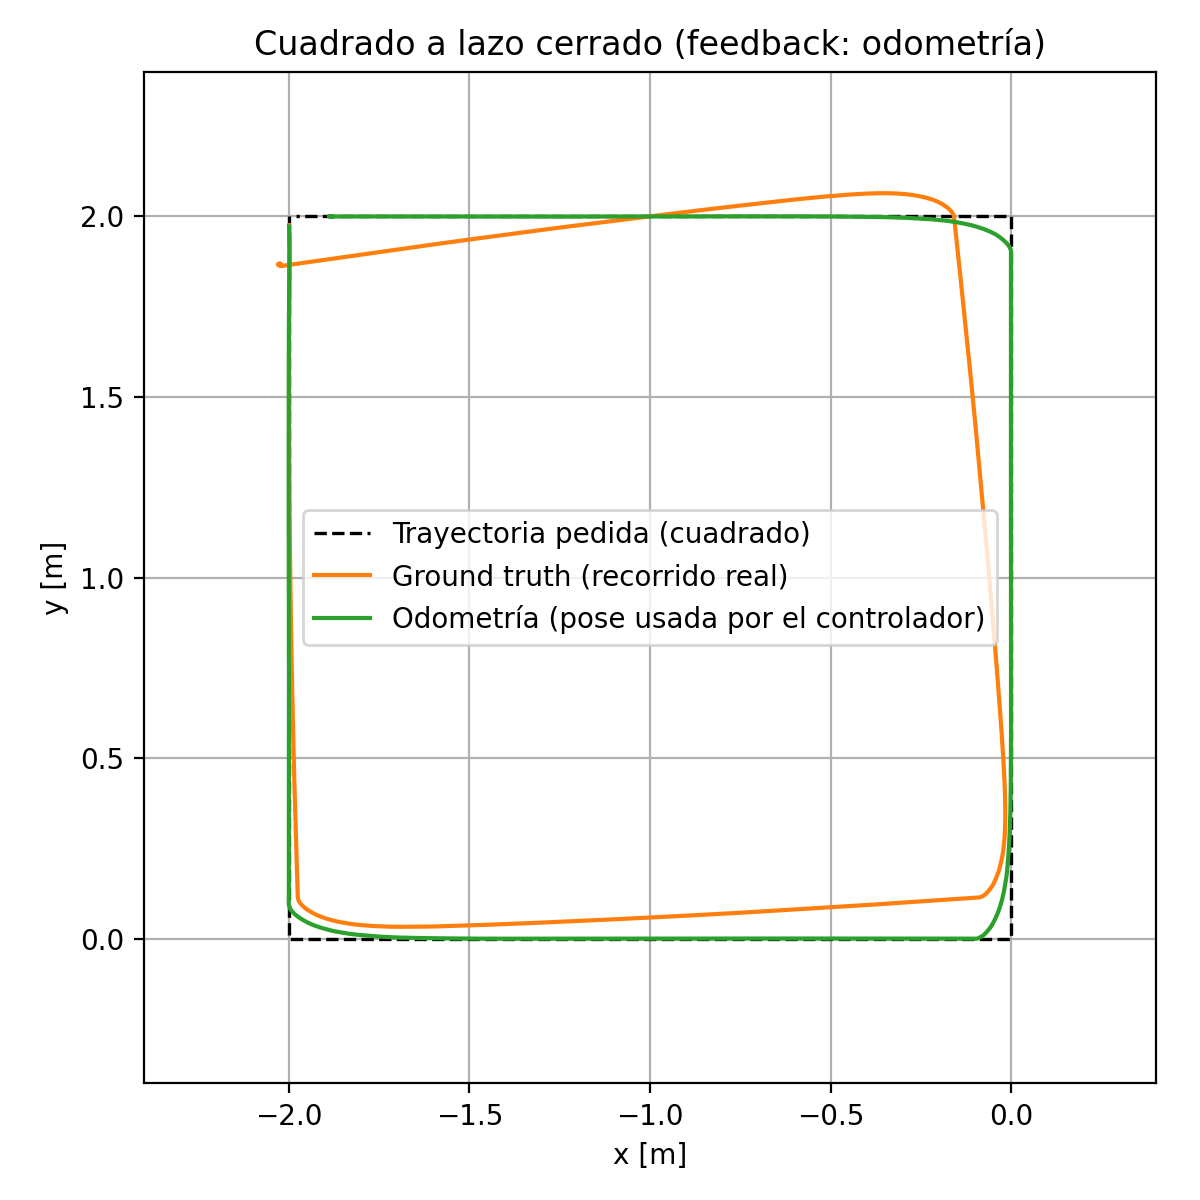 Cuadrado a lazo cerrado (feedback: odometría)
2.0
1.5
1.0
0.5
0.0
y [m]
Trayectoria pedida (cuadrado)
Ground truth (recorrido real)
Odometría (pose usada por el controlador)
−2.0 −1.5 −1.0 −0.5 0.0
x [m]